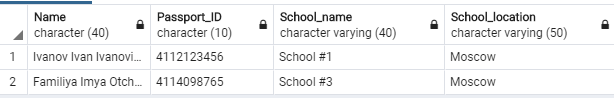 Name Passport_ID School_name School_location
character (40) character (10) character varying (40) character varying (50)
1 Ivanov Ivan Ivanovi... 4112123456 School #1 Moscow
2 Familiya Imya Otch... 4114098765 School #3 Moscow